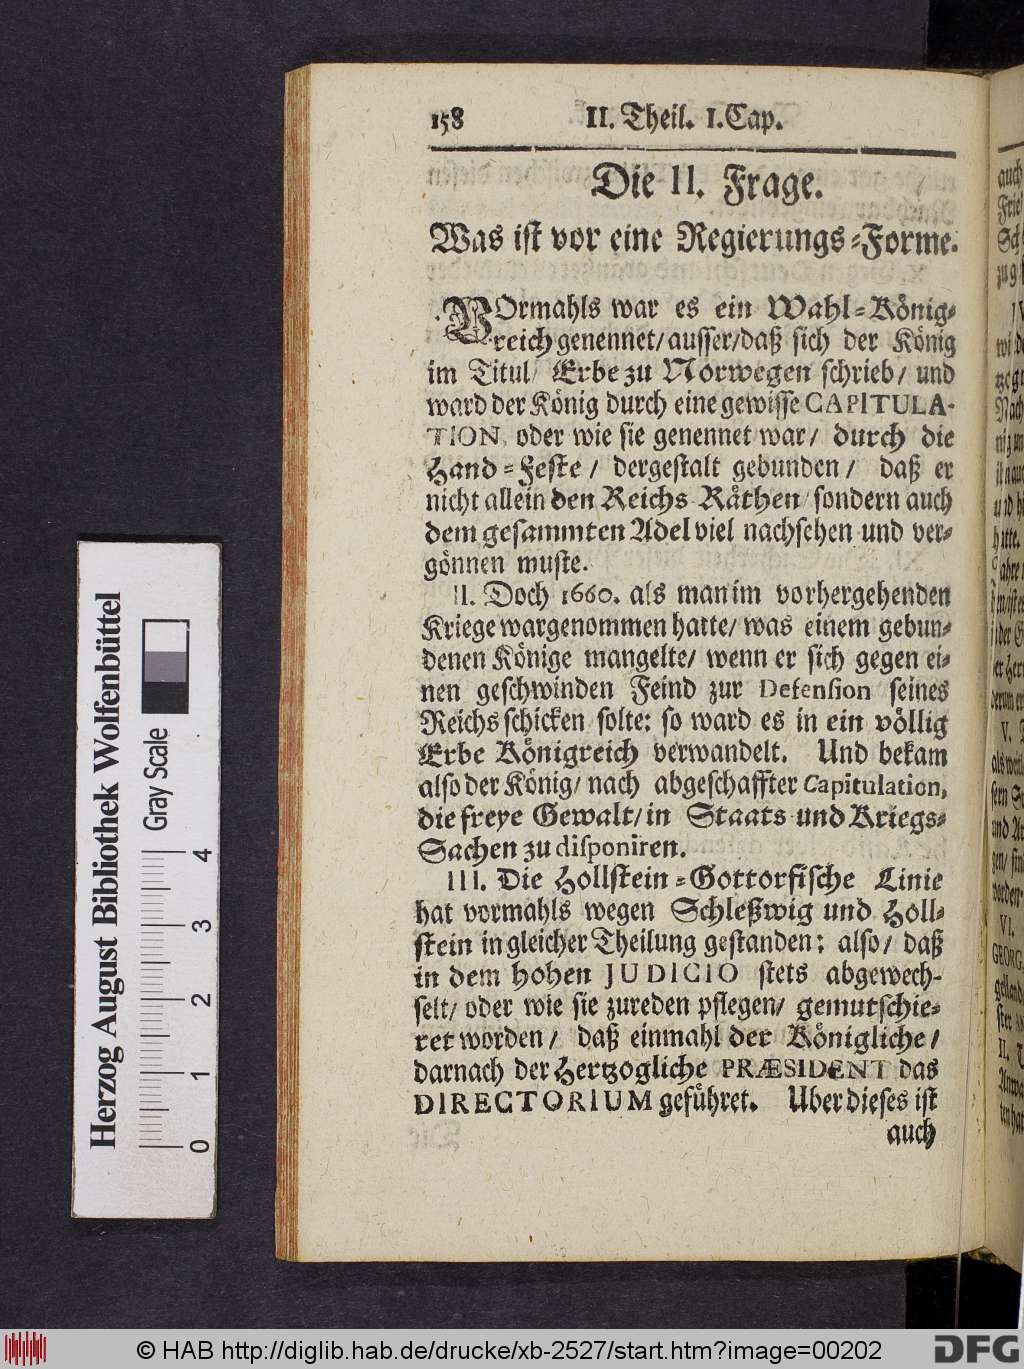 158 II. Theil. I. Cap.
Die II. Frage.
Was ist vor eine Regierungs-Forme.
VOrmahls war es ein Wahl-König-
reich genennet/ ausser/ daß sich der König
im Titul/ Erbe zu Norwegen schrieb/ und
ward der König durch eine gewisse CAPITULA-
TION, oder wie sie genennet war/ durch die
Hand-Feste/ dergestalt gebunden/ daß er
nicht allein den Reichs-Räthen/ sondern auch
dem gesammten Adel viel nachsehen und ver-
gönnen muste.
II. Doch 1660. als man im vorhergehenden
Kriege wargenommen hatte/ was einem gebun-
denen Könige mangelte/ wenn er sich gegen ei-
nen geschwinden Feind zur Defension seines
Reichs schicken solte: so ward es in ein völlig
Erbe Königreich verwandelt. Und bekam
also der König/ nach abgeschaffter Capitulation,
die freye Gewalt/ in Staats- und Kriegs-
Sachen zu disponiren.
III. Die Hollstein-Gottorfische Linie
hat vormahls wegen Schleßwig und Holl-
stein in gleicher Theilung gestanden; also/ daß
in dem hohen JUDICIO stets abgewech-
selt/ oder wie sie zureden pflegen/ gemutschie-
ret worden/ daß einmahl der Königliche/
darnach der Hertzogliche PRÆSIDENT das
DIRECTORIUM geführet. Uber dieses ist
auch
Herzog August Bibliothek Wolfenbüttel
Gray Scale
0 1 2 3 4
© HAB http://diglib.hab.de/drucke/xb-2527/start.htm?image=00202
DFG